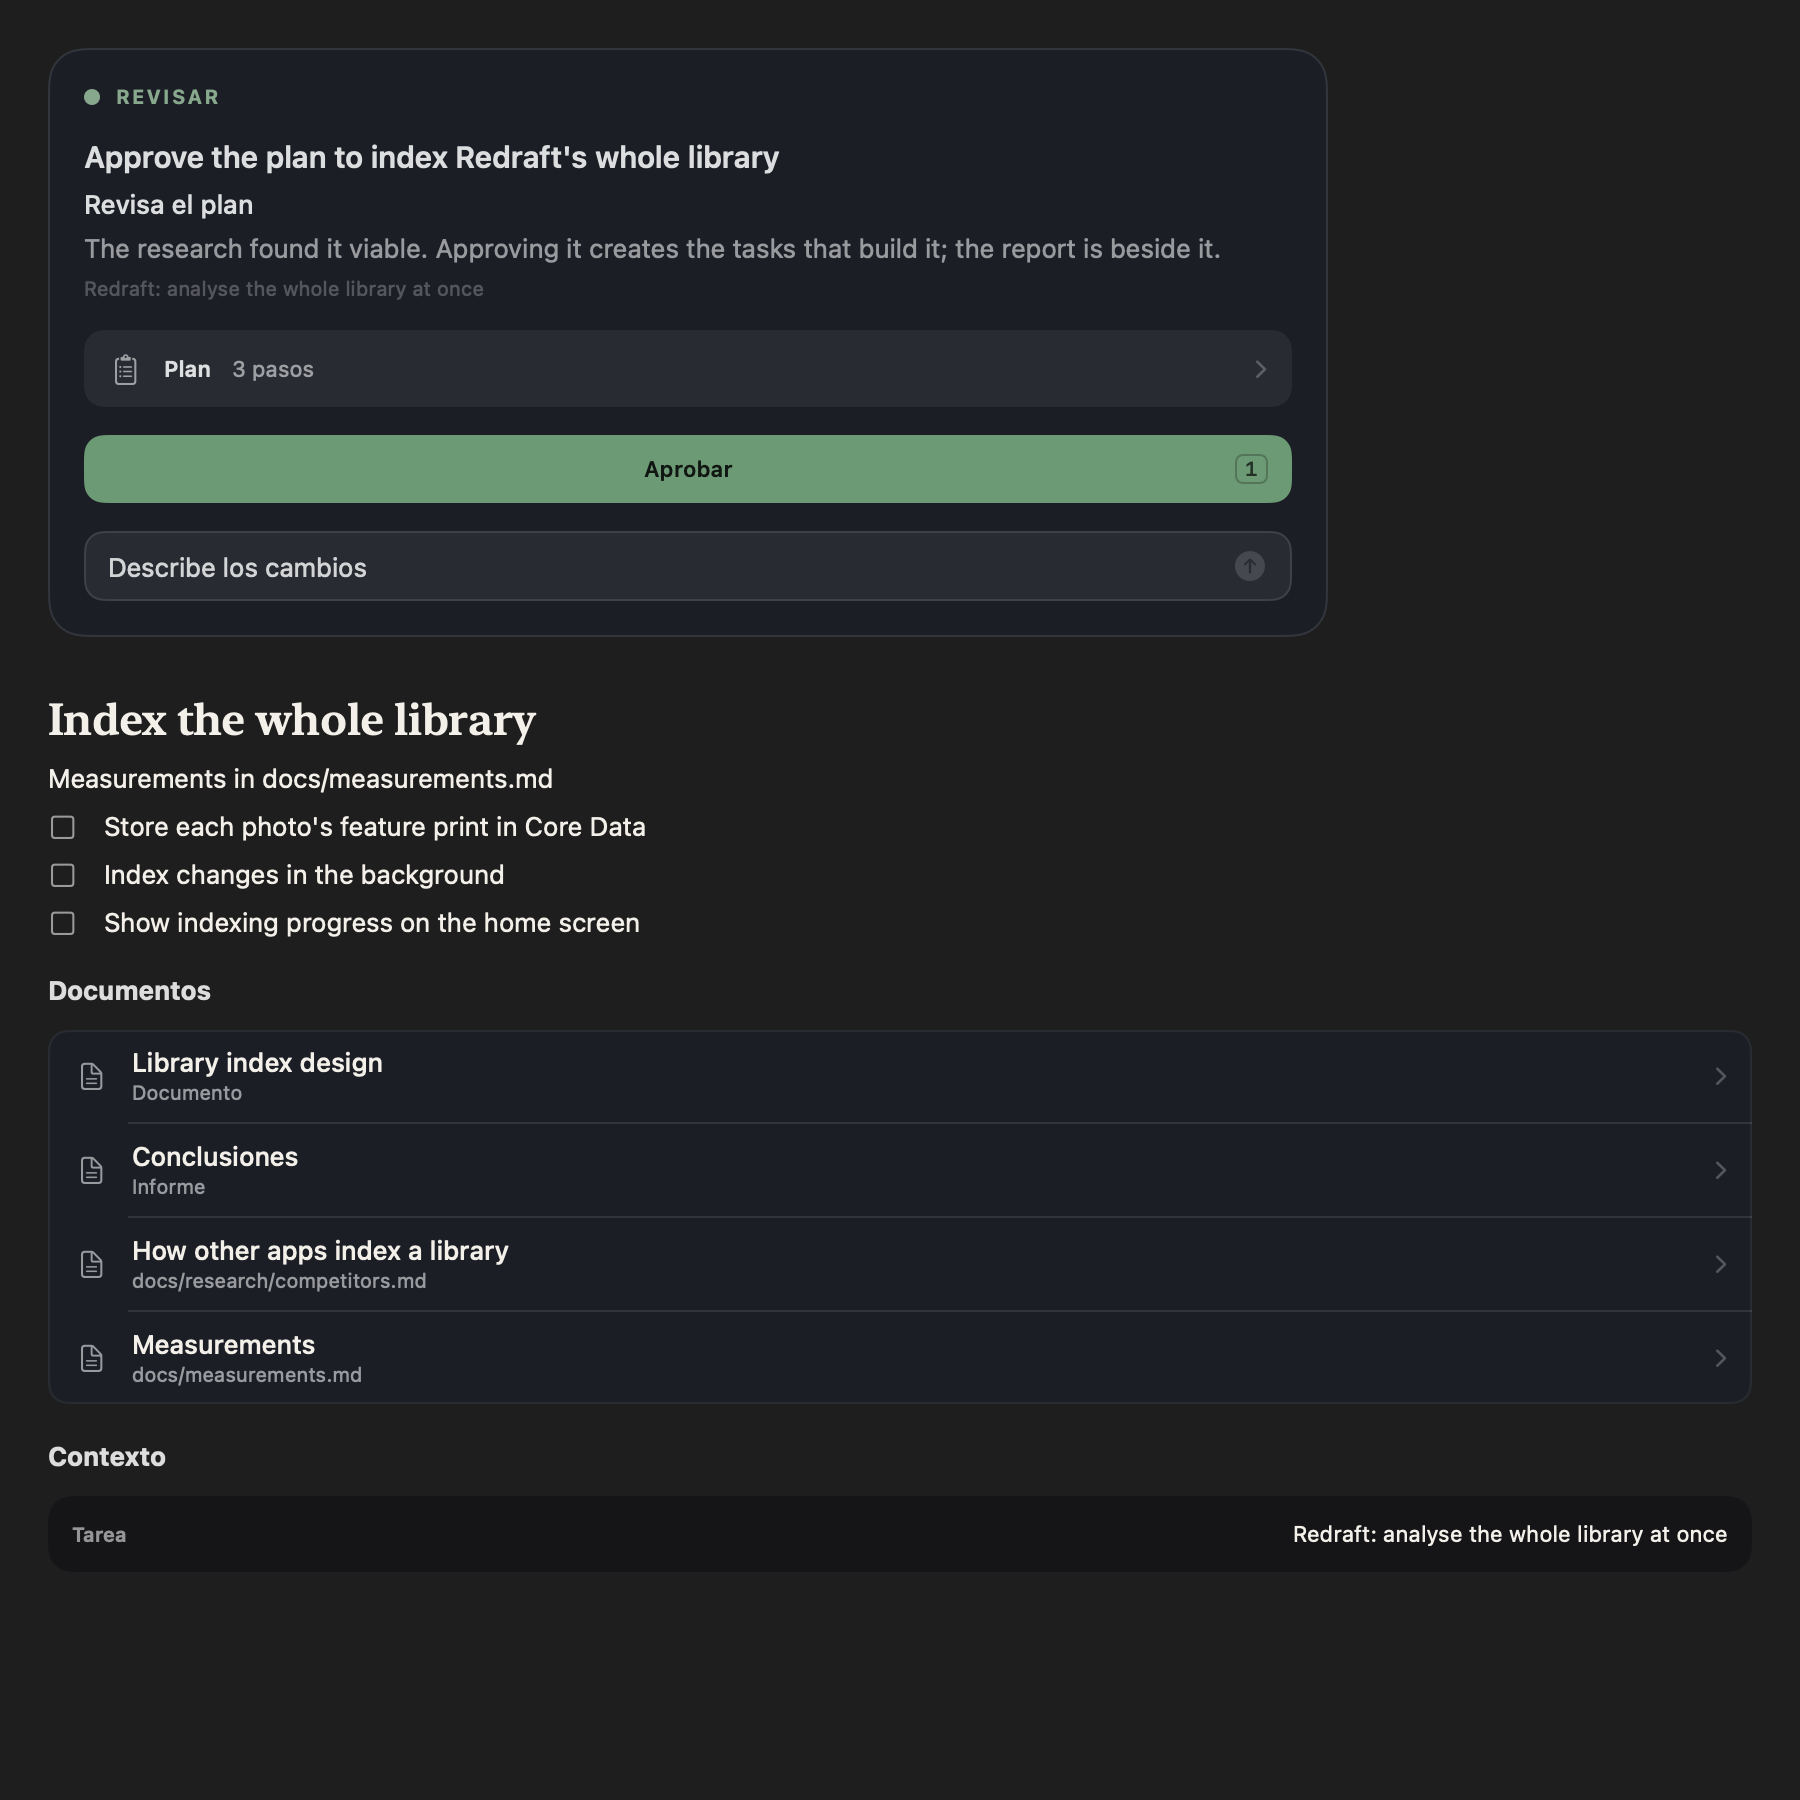 REVISAR
Approve the plan to index Redraft's whole library
Revisa el plan
The research found it viable. Approving it creates the tasks that build it; the report is beside it.
Redraft: analyse the whole library at once
Plan 3 pasos
Aprobar 1
Describe los cambios
Index the whole library
Measurements in docs/measurements.md
Store each photo's feature print in Core Data
Index changes in the background
Show indexing progress on the home screen
Documentos
Library index design
Documento
Conclusiones
Informe
How other apps index a library
docs/research/competitors.md
Measurements
docs/measurements.md
Contexto
Tarea Redraft: analyse the whole library at once